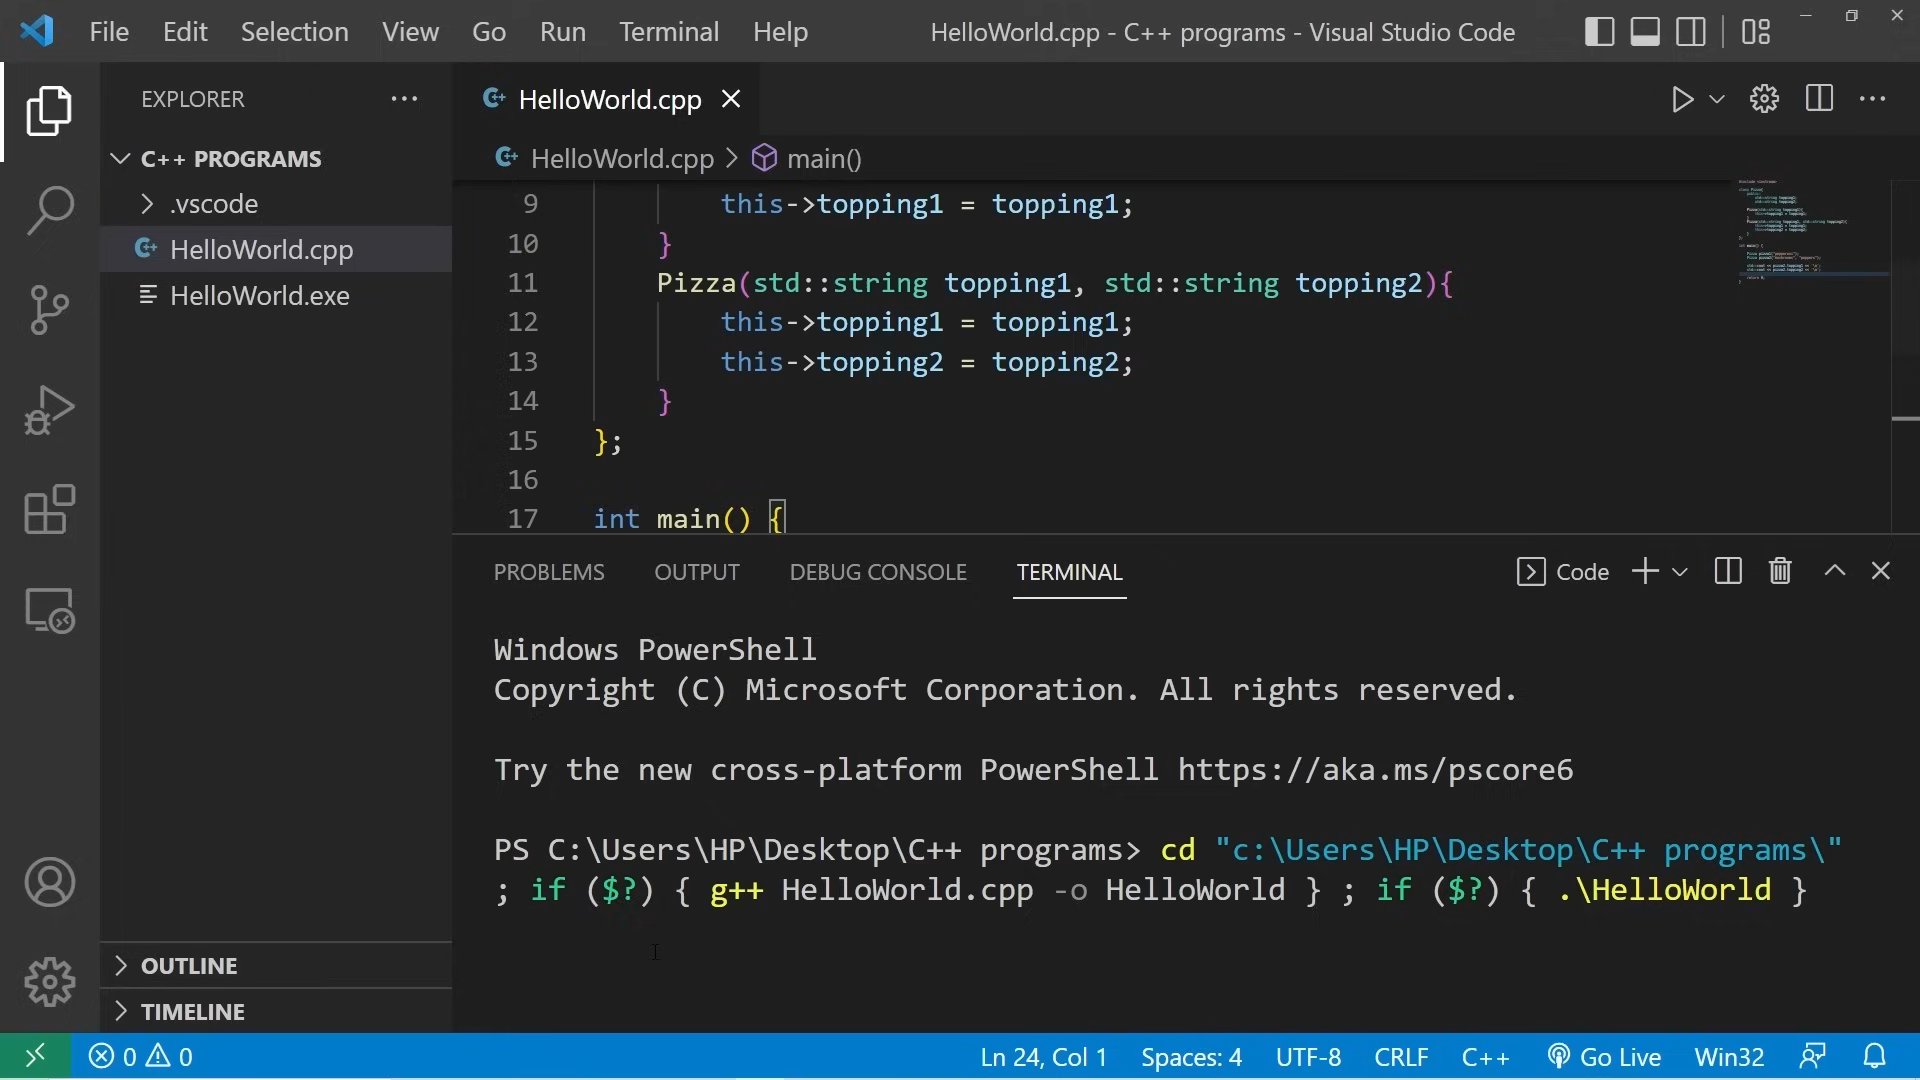 File Edit Selection View Go Run Terminal Help HelloWorld.cpp - C++ programs - Visual Studio Code
EXPLORER
C++ PROGRAMS
.vscode
HelloWorld.cpp
HelloWorld.exe
OUTLINE
TIMELINE
HelloWorld.cpp
HelloWorld.cpp > main()
9 this->topping1 = topping1;
10 }
11 Pizza(std::string topping1, std::string topping2){
12 this->topping1 = topping1;
13 this->topping2 = topping2;
14 }
15 };
16
17 int main() {
PROBLEMS OUTPUT DEBUG CONSOLE TERMINAL Code
Windows PowerShell
Copyright (C) Microsoft Corporation. All rights reserved.
Try the new cross-platform PowerShell https://aka.ms/pscore6
PS C:\Users\HP\Desktop\C++ programs> cd "c:\Users\HP\Desktop\C++ programs\"
; if ($?) { g++ HelloWorld.cpp -o HelloWorld } ; if ($?) { .\HelloWorld }
0 0 Ln 24, Col 1 Spaces: 4 UTF-8 CRLF C++ Go Live Win32